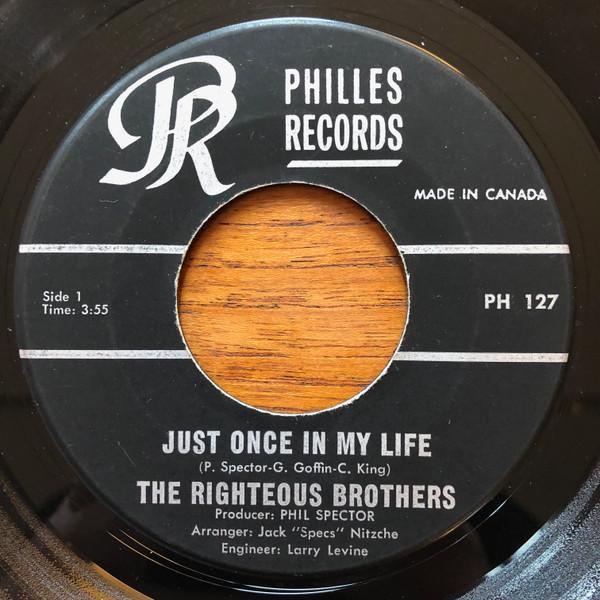 PR
PHILLES
RECORDS
MADE IN CANADA
Side 1
Time: 3:55
PH 127
JUST ONCE IN MY LIFE
(P. Spector-G. Goffin-C. King)
THE RIGHTEOUS BROTHERS
Producer: PHIL SPECTOR
Arranger: Jack "Specs" Nitzche
Engineer: Larry Levine